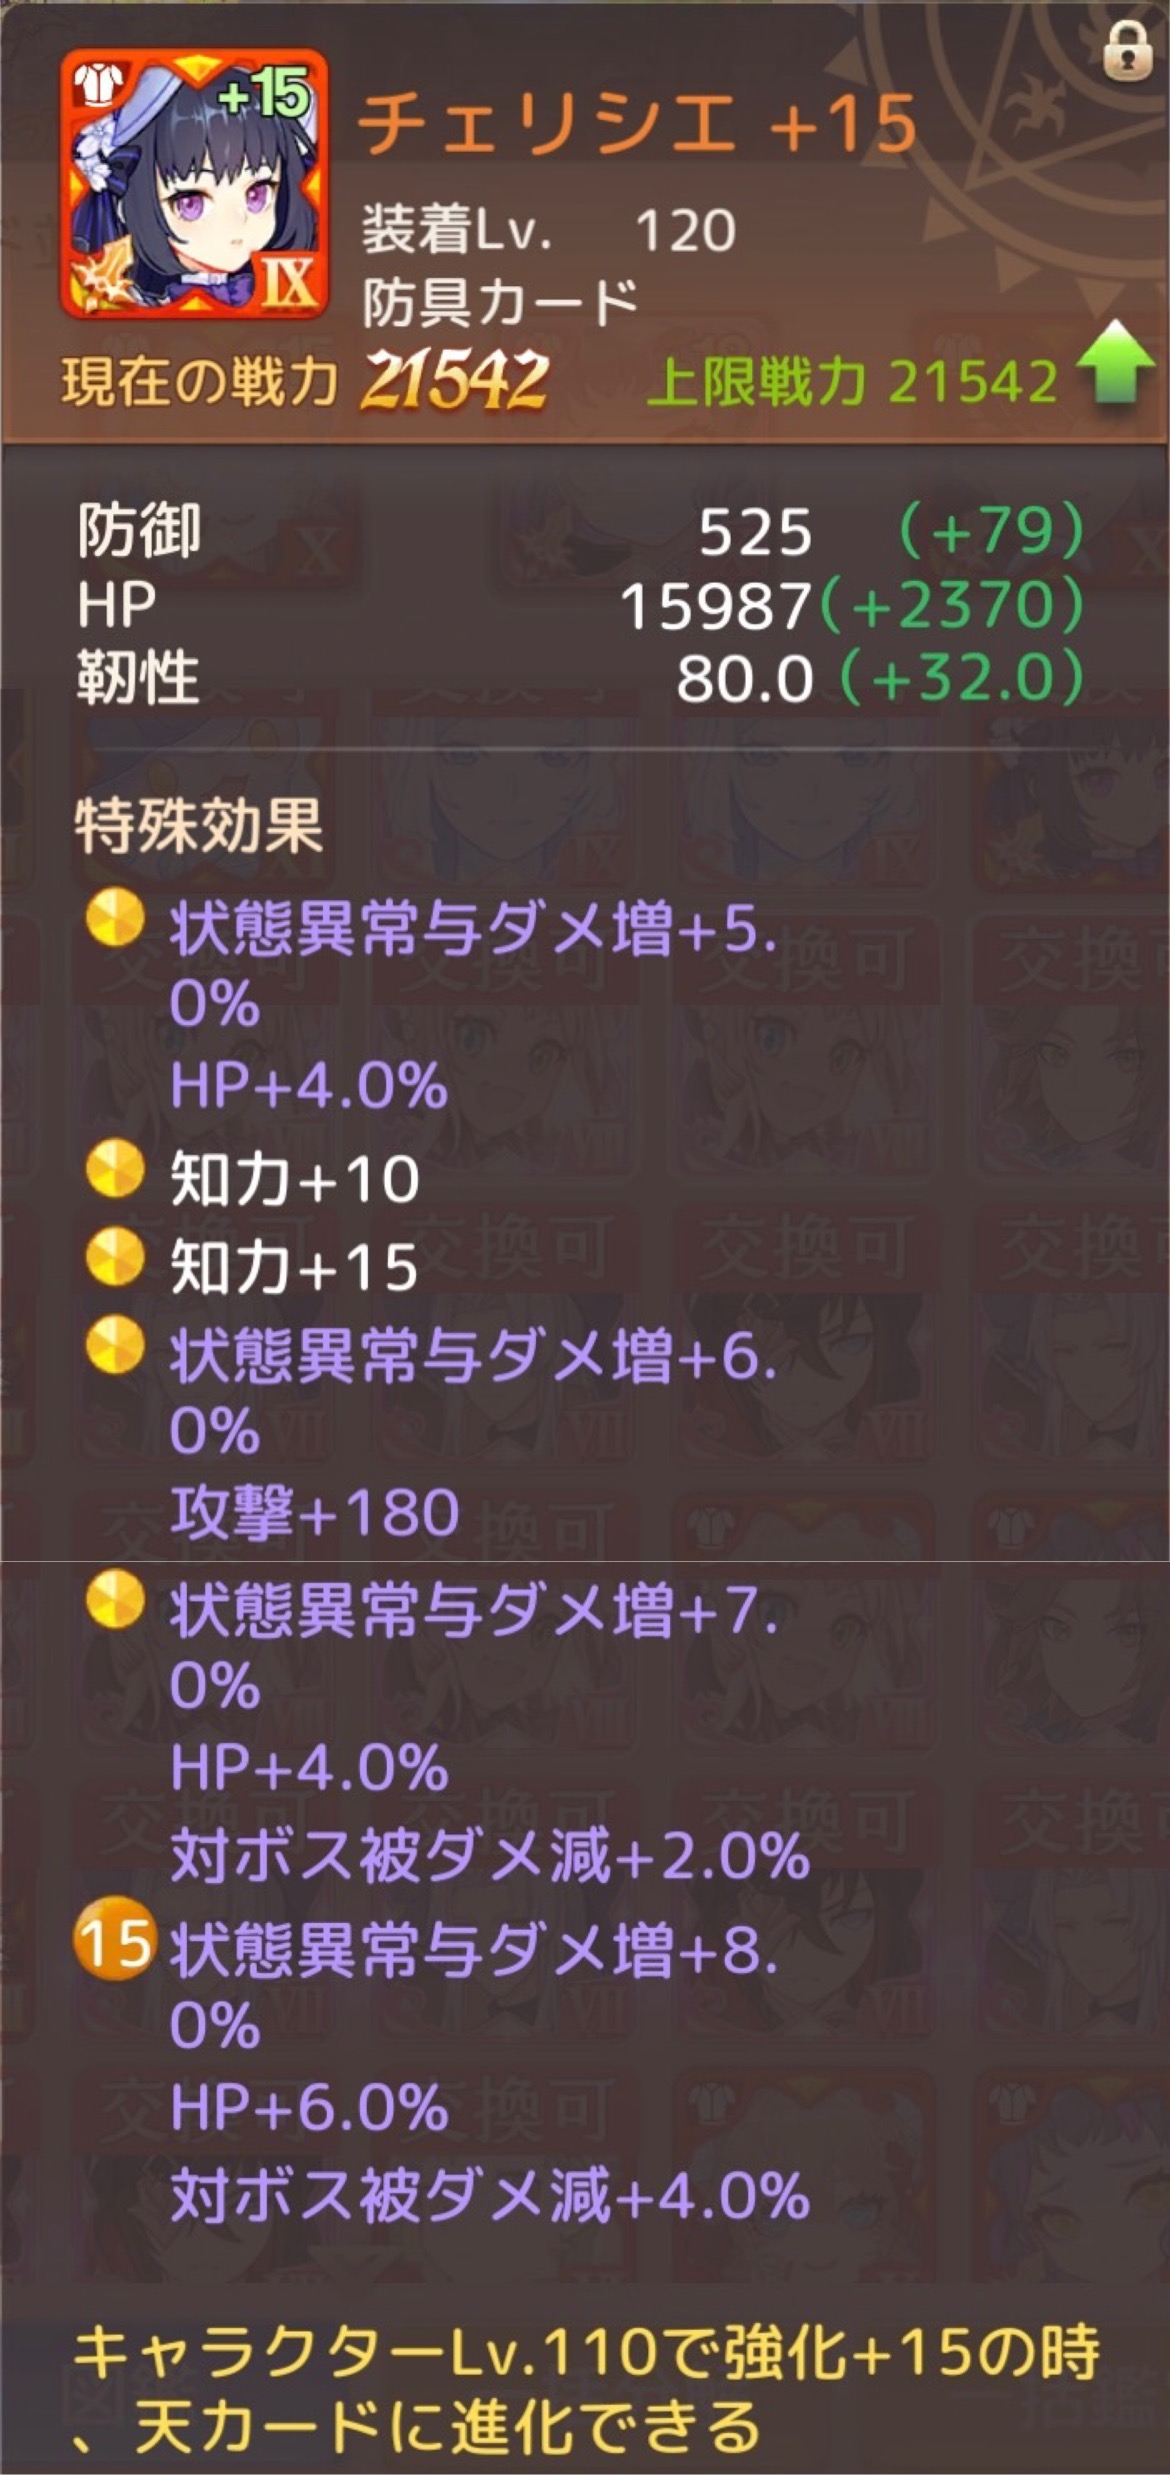 +15
IX
チェリシエ +15
装着Lv. 120
防具カード
現在の戦力 21542 上限戦力 21542
防御 525 (+79)
HP 15987(+2370)
靭性 80.0 (+32.0)
特殊効果
状態異常与ダメ増+5.
0%
HP+4.0%
知力+10
知力+15
状態異常与ダメ増+6.
0%
攻撃+180
状態異常与ダメ増+7.
0%
HP+4.0%
対ボス被ダメ減+2.0%
15 状態異常与ダメ増+8.
0%
HP+6.0%
対ボス被ダメ減+4.0%
キャラクターLv.110で強化+15の時
、天カードに進化できる